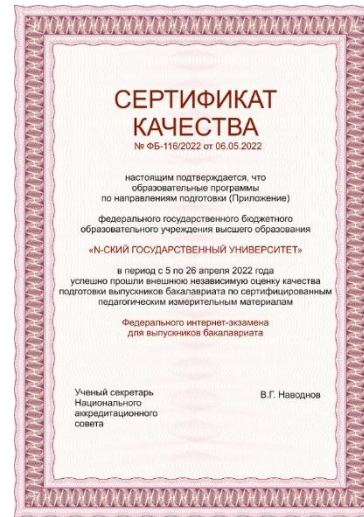 СЕРТИФИКАТ
КАЧЕСТВА
№ ФБ-116/2022 от 06.05.2022
настоящим подтверждается, что
образовательные программы
по направлениям подготовки (Приложение)
федерального государственного бюджетного
образовательного учреждения высшего образования
«N-СКИЙ ГОСУДАРСТВЕННЫЙ УНИВЕРСИТЕТ»
в период с 5 по 26 апреля 2022 года
успешно прошли внешнюю независимую оценку качества
подготовки выпускников бакалавриата по сертифицированным
педагогическим измерительным материалам
Федерального интернет-экзамена
для выпускников бакалавриата
Ученый секретарь
Национального
аккредитационного
совета
В.Г. Наводнов